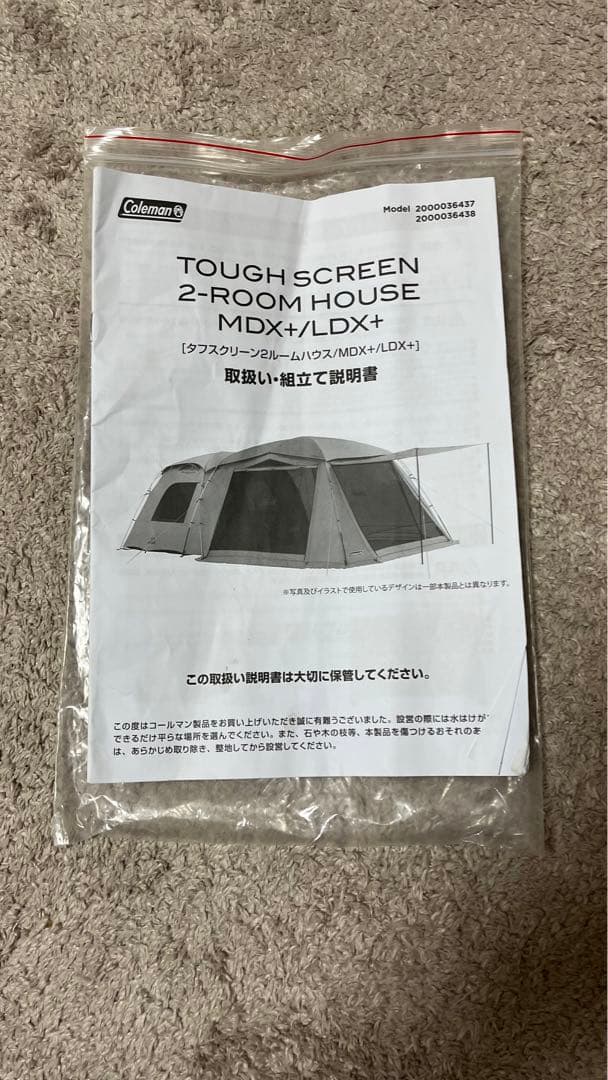 Coleman
Model 2000036437
2000036438
TOUGH SCREEN
2-ROOM HOUSE
MDX+/LDX+
[タフスクリーン2ルームハウス/MDX+/LDX+]
取扱い・組立て説明書
※写真及びイラストで使用しているデザインは一部本製品とは異なります。
この取扱い説明書は大切に保管してください。
この度はコールマン製品をお買い上げいただき誠に有難うございました。設営の際には水はけが
できるだけ平らな場所を選んでください。また、石や木の枝等、本製品を傷つけるおそれのあ
は、あらかじめ取り除き、整地してから設営してください。